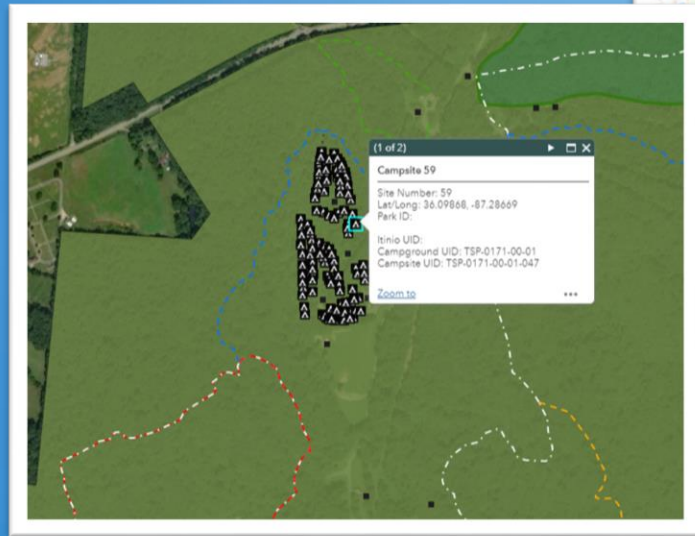 (1 of 2)
Campsite 59
Site Number: 59
Lat/Long: 36.09868, -87.28669
Park ID:
Itinio UID:
Campground UID: TSP-0171-00-01
Campsite UID: TSP-0171-00-01-047
Zoom to